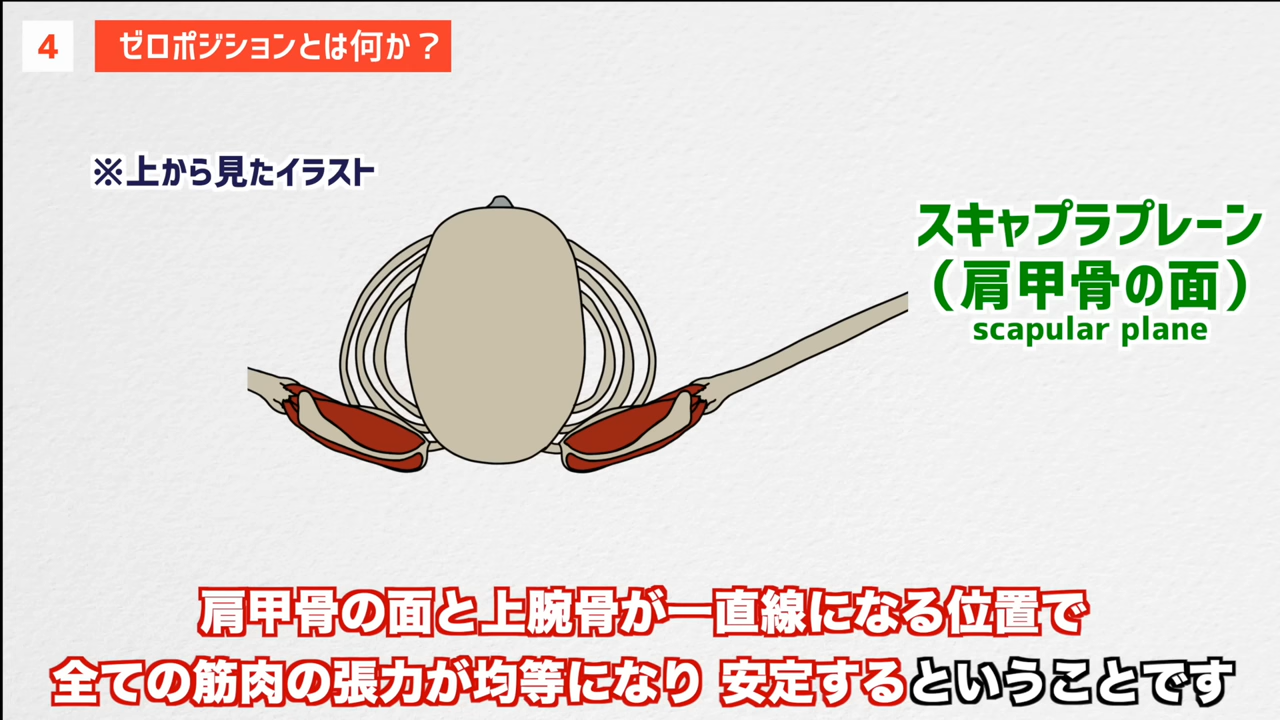 4 ゼロポジションとは何か？
※上から見たイラスト
スキャプラプレーン
（肩甲骨の面）
scapular plane
肩甲骨の面と上腕骨が一直線になる位置で
全ての筋肉の張力が均等になり 安定するということです